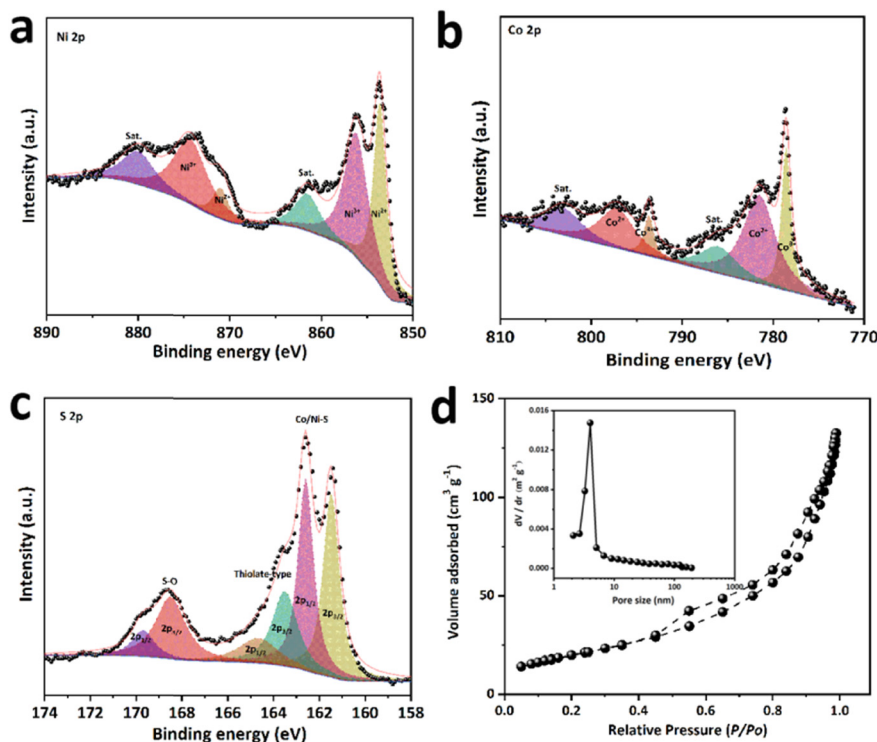 a
Ni 2p
Sat.
Ni³⁺
Ni²⁺
Sat.
Ni³⁺
Ni²⁺
Intensity (a.u.)
890
880
870
860
850
Binding energy (eV)
b
Co 2p
Sat.
Co²⁺
Sat.
Co²⁺
Intensity (a.u.)
810
800
790
780
770
Binding energy (eV)
c
S 2p
Co/Ni-S
S-O
Thiolate-type
2p₁/₂
2p₃/₂
2p₁/₂
2p₃/₂
2p₁/₂
2p₃/₂
Intensity (a.u.)
174
172
170
168
166
164
162
160
158
Binding energy (eV)
d
Volume adsorbed (cm³ g⁻¹)
150
100
50
0
0.0
0.2
0.4
0.6
0.8
1.0
Relative Pressure (P/Po)
dV / dr (m² g⁻¹)
0.016
0.012
0.008
0.004
0.000
1
10
100
1000
Pore size (nm)